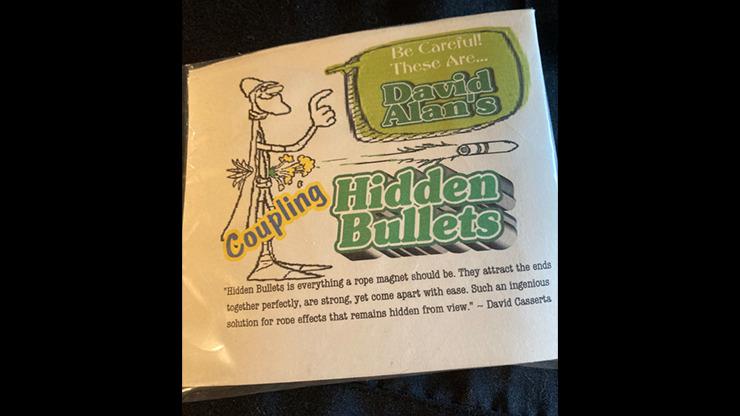 Be Careful!
These Are...
David
Alan's
Coupling
Hidden
Bullets
"Hidden Bullets is everything a rope magnet should be. They attract the ends
together perfectly, are strong, yet come apart with ease. Such an ingenious
solution for rope effects that remains hidden from view." ~ David Casserta